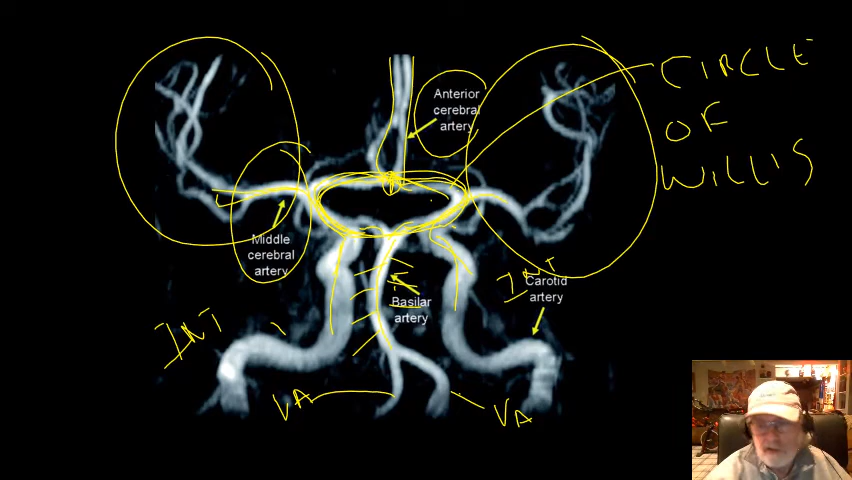 CIRCLE
OF
WILLIS
Anterior
cerebral
artery
Middle
cerebral
artery
INT
Carotid
artery
Basilar
artery
INT
VA
VA